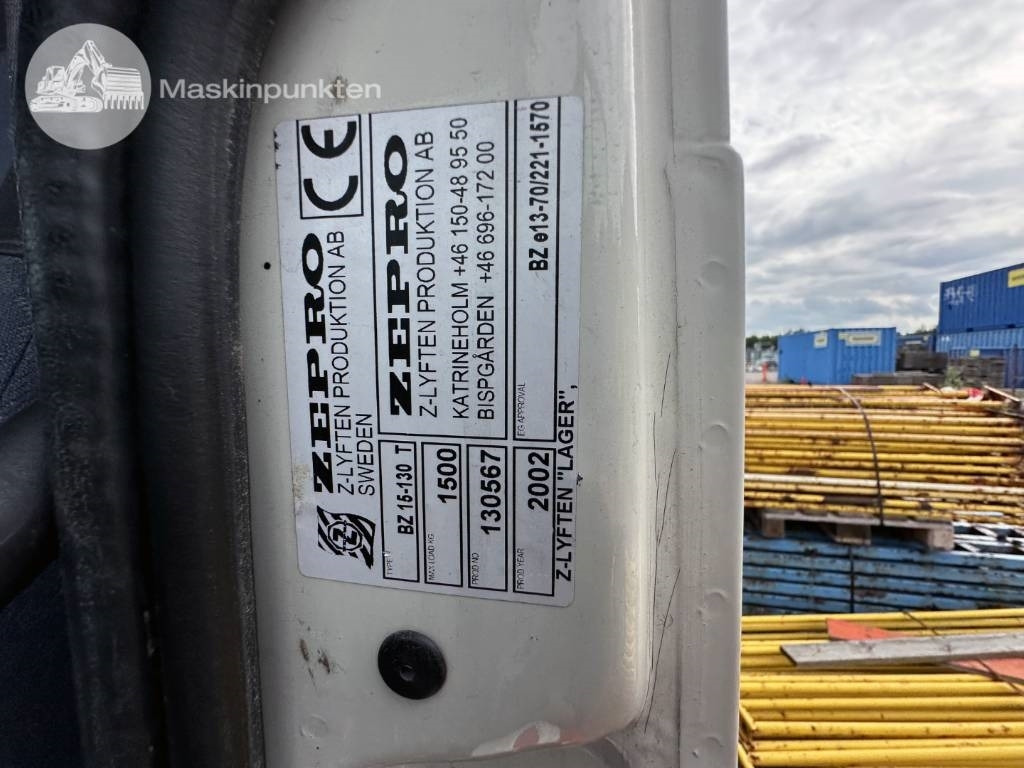 Maskinpunkten
CE
ZEPRO
Z-LYFTEN PRODUKTION AB
SWEDEN
TYPE
BZ 15-130 T
MAX LOAD KG
1500
PROD NO
130567
PROD YEAR
2002
ZEPRO
Z-LYFTEN PRODUKTION AB
KATRINEHOLM +46 150-48 95 50
BISPGÅRDEN +46 696-172 00
EG APPROVAL
BZ e13-70/221-1570
Z-LYFTEN "LAGER",